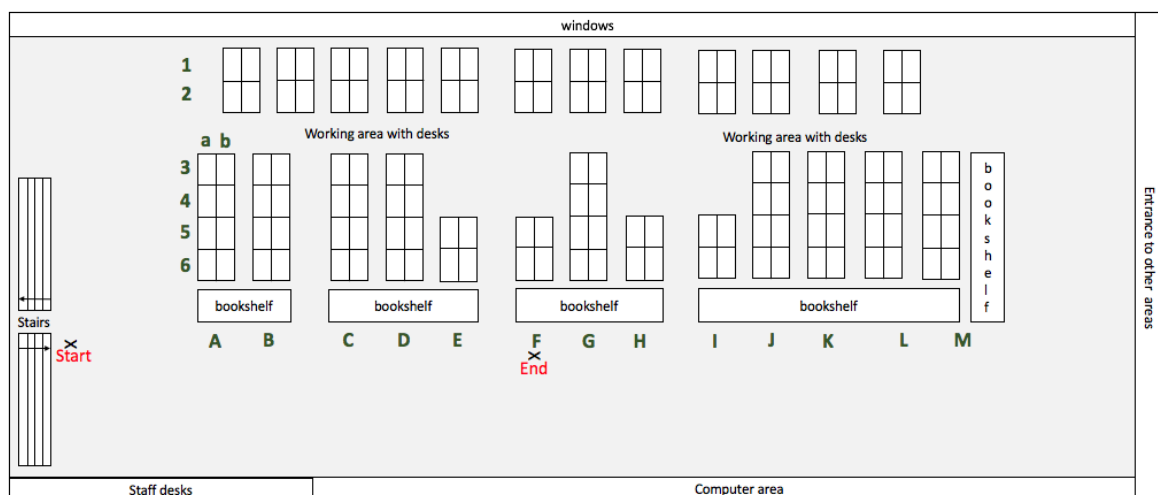 windows
1
2
Working area with desks
Working area with desks
a b
3
4
5
6
bookshelf
bookshelf
bookshelf
bookshelf
bookshelf
Entrance to other areas
Stairs
X
Start
A B C D E F G H I J K L M
X
End
Staff desks
Computer area